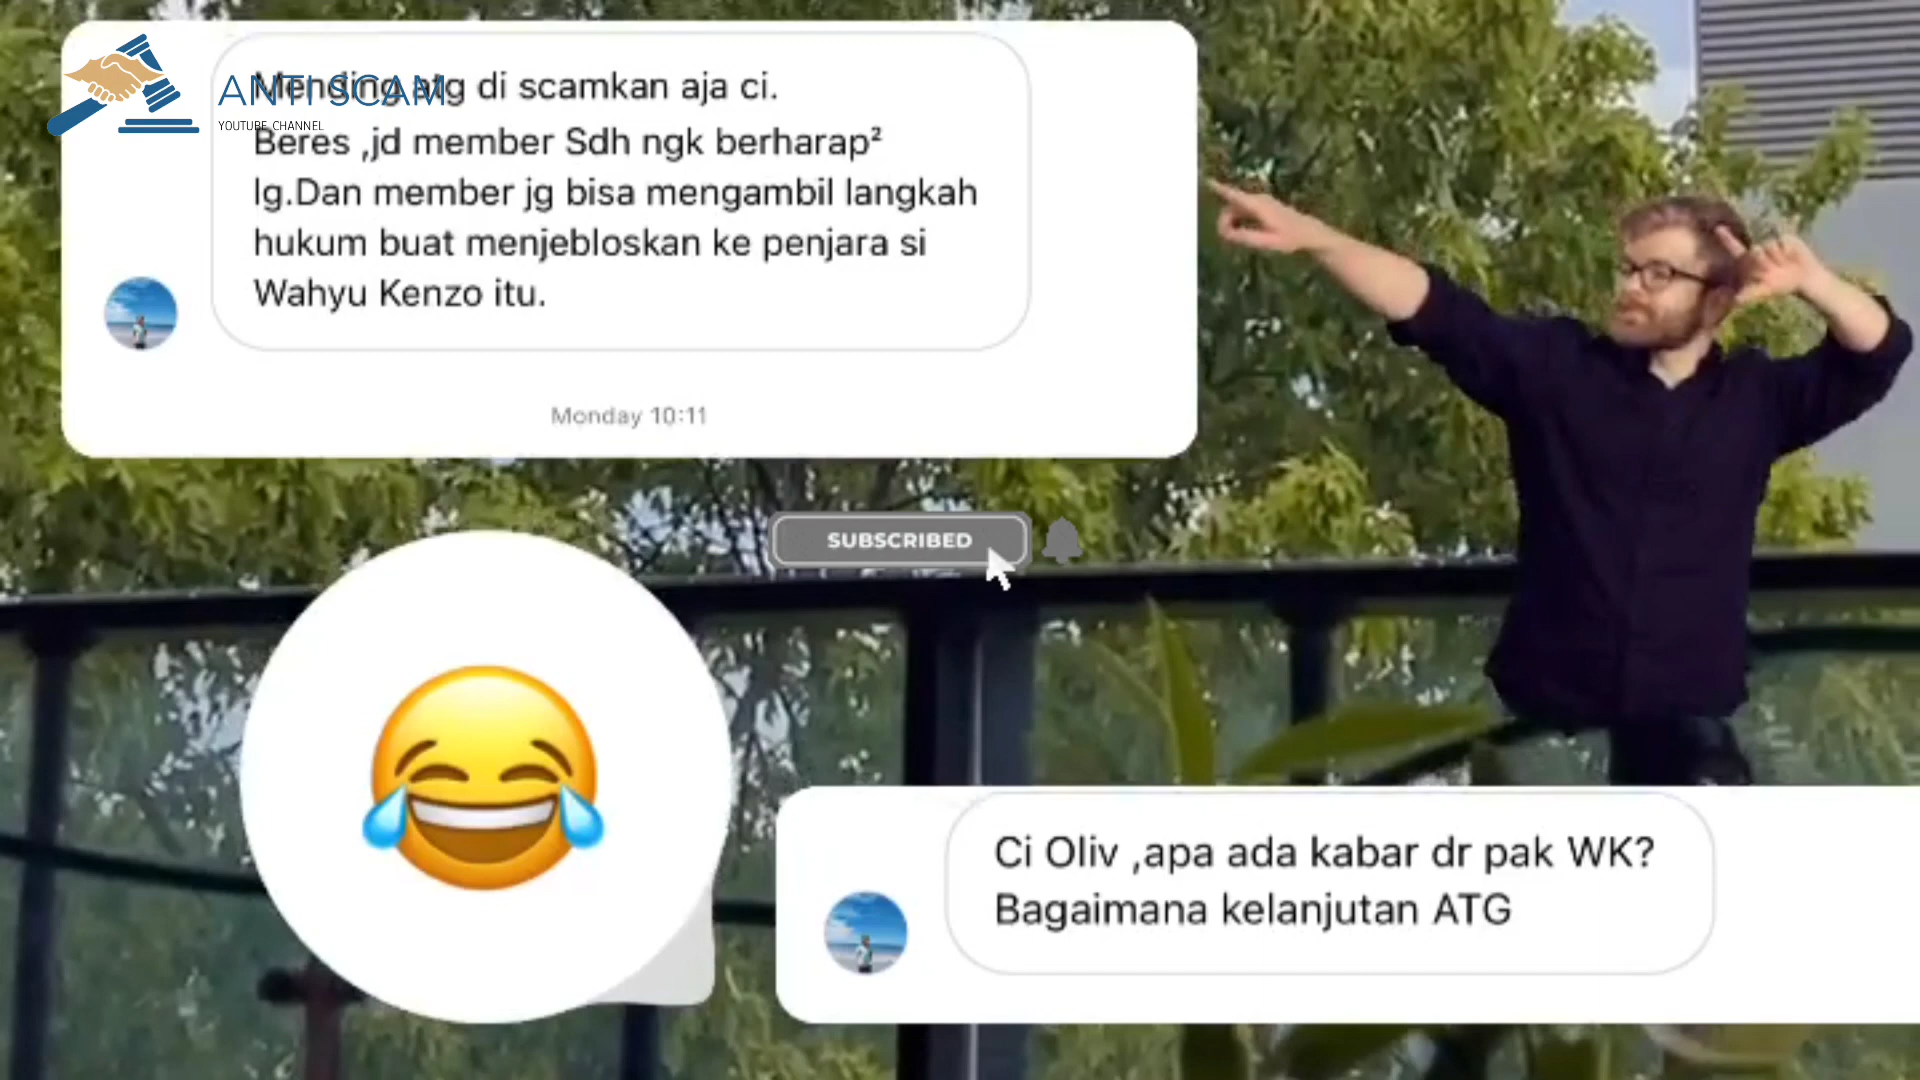 ANTI SCAM
YOUTUBE CHANNEL
Mending atg di scamkan aja ci.
Beres ,jd member Sdh ngk berharap²
lg.Dan member jg bisa mengambil langkah
hukum buat menjebloskan ke penjara si
Wahyu Kenzo itu.
Monday 10:11
SUBSCRIBED
Ci Oliv ,apa ada kabar dr pak WK?
Bagaimana kelanjutan ATG